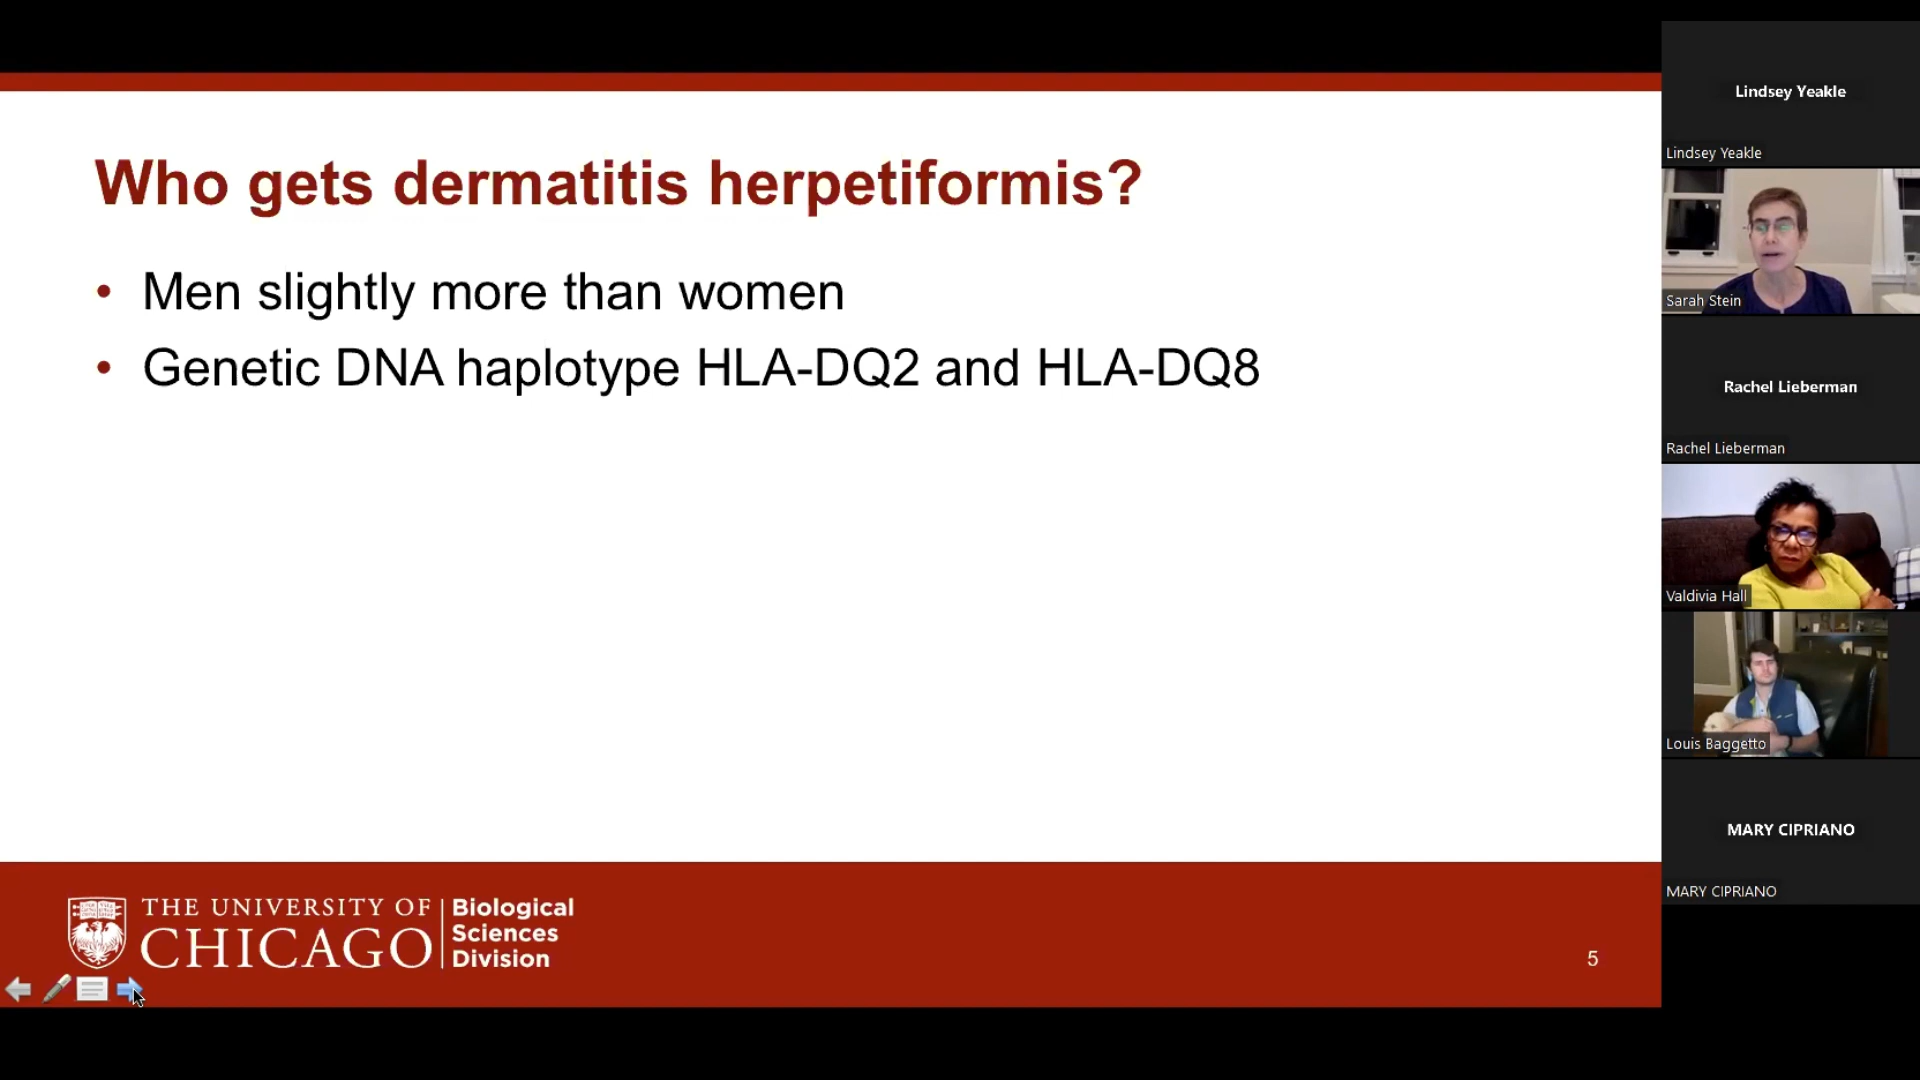 Who gets dermatitis herpetiformis?
• Men slightly more than women
• Genetic DNA haplotype HLA-DQ2 and HLA-DQ8
THE UNIVERSITY OF
CHICAGO
Biological
Sciences
Division
5
Lindsey Yeakle
Lindsey Yeakle
Sarah Stein
Rachel Lieberman
Rachel Lieberman
Valdivia Hall
Louis Baggetto
MARY CIPRIANO
MARY CIPRIANO